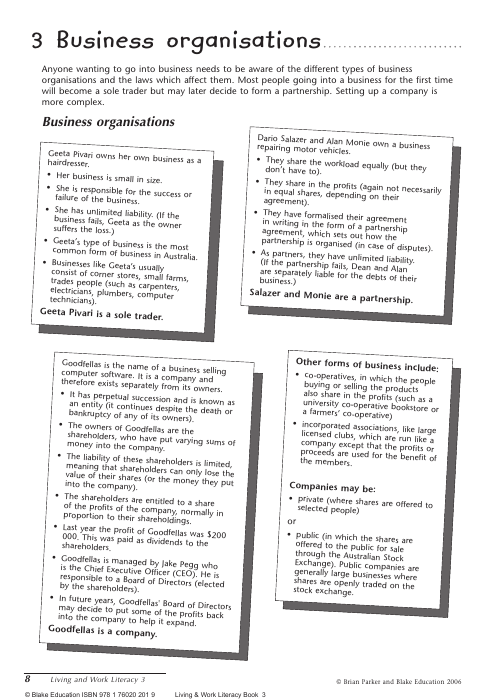 3 Business organisations
Anyone wanting to go into business needs to be aware of the different types of business
organisations and the laws which affect them. Most people going into a business for the first time
will become a sole trader but may later decide to form a partnership. Setting up a company is
more complex.
Business organisations
Geeta Pivari owns her own business as a
hairdresser.
• Her business is small in size.
• She is responsible for the success or
failure of the business.
• She has unlimited liability. (If the
business fails, Geeta as the owner
suffers the loss.)
• Geeta's type of business is the most
common form of business in Australia.
• Businesses like Geeta's usually
consist of corner stores, small farms,
trades people (such as carpenters,
electricians, plumbers, computer
technicians).
Geeta Pivari is a sole trader.
Dario Salazer and Alan Monie own a business
repairing motor vehicles.
• They share the workload equally (but they
don't have to).
• They share in the profits (again not necessarily
in equal shares, depending on their
agreement).
• They have formalised their agreement
in writing in the form of a partnership
agreement, which sets out how the
partnership is organised (in case of disputes).
• As partners, they have unlimited liability.
(If the partnership fails, Dean and Alan
are separately liable for the debts of their
business.)
Salazer and Monie are a partnership.
Goodfellas is the name of a business selling
computer software. It is a company and
therefore exists separately from its owners.
• It has perpetual succession and is known as
an entity (it continues despite the death or
bankruptcy of any of its owners).
• The owners of Goodfellas are the
shareholders, who have put varying sums of
money into the company.
• The liability of these shareholders is limited,
meaning that shareholders can only lose the
value of their shares (or the money they put
into the company).
• The shareholders are entitled to a share
of the profits of the company, normally in
proportion to their shareholdings.
• Last year the profit of Goodfellas was $200
000. This was paid as dividends to the
shareholders.
• Goodfellas is managed by Jake Pegg who
is the Chief Executive Officer (CEO). He is
responsible to a Board of Directors (elected
by the shareholders).
• In future years, Goodfellas' Board of Directors
may decide to put some of the profits back
into the company to help it expand.
Goodfellas is a company.
Other forms of business include:
• co-operatives, in which the people
buying or selling the products
also share in the profits (such as a
university co-operative bookstore or
a farmers' co-operative)
• incorporated associations, like large
licensed clubs, which are run like a
company except that the profits or
proceeds are used for the benefit of
the members.
Companies may be:
• private (where shares are offered to
selected people)
or
• public (in which the shares are
offered to the public for sale
through the Australian Stock
Exchange). Public companies are
generally large businesses where
shares are openly traded on the
stock exchange.
8 Living and Work Literacy 3
© Brian Parker and Blake Education 2006
© Blake Education ISBN 978 1 76020 201 9 Living & Work Literacy Book 3